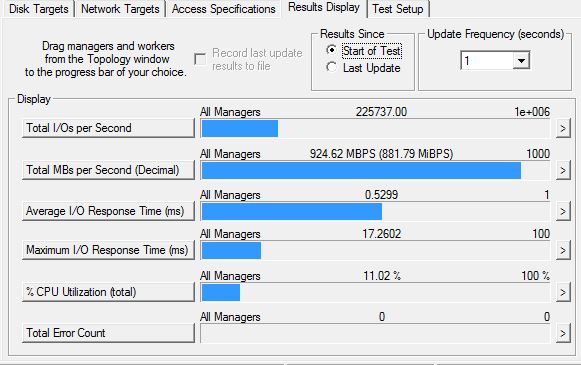 Disk Targets Network Targets Access Specifications Results Display Test Setup
Drag managers and workers
from the Topology window
to the progress bar of your choice.
Record last update
results to file
Results Since
Start of Test
Last Update
Update Frequency (seconds)
1
Display
All Managers 225737.00 1e+006
Total I/Os per Second >
All Managers 924.62 MBPS (881.79 MiBPS) 1000
Total MBs per Second (Decimal) >
All Managers 0.5299 1
Average I/O Response Time (ms) >
All Managers 17.2602 100
Maximum I/O Response Time (ms) >
All Managers 11.02 % 100 %
% CPU Utilization (total) >
All Managers 0 0
Total Error Count >